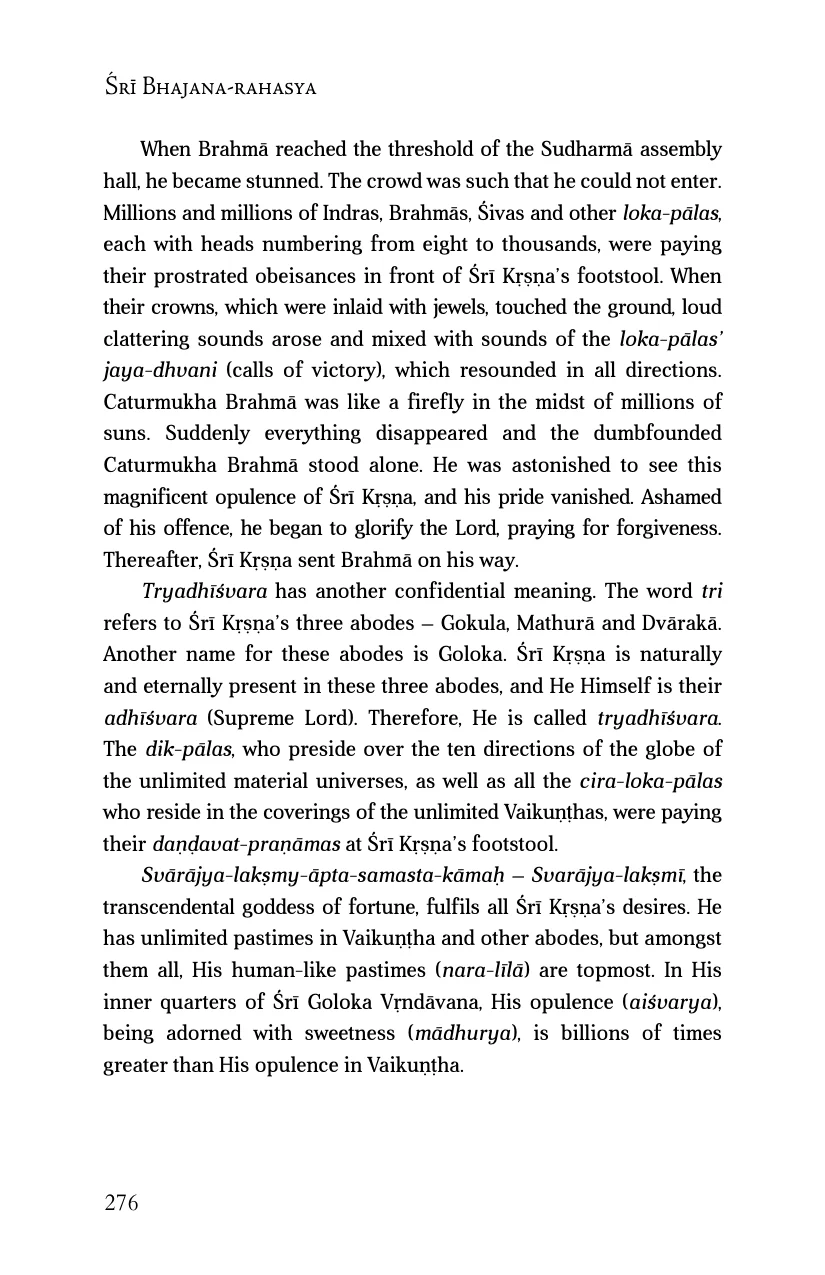 Śrī Bhajana-rahasya
When Brahmā reached the threshold of the Sudharmā assembly
hall, he became stunned. The crowd was such that he could not enter.
Millions and millions of Indras, Brahmās, Śivas and other loka-pālas,
each with heads numbering from eight to thousands, were paying
their prostrated obeisances in front of Śrī Kṛṣṇa’s footstool. When
their crowns, which were inlaid with jewels, touched the ground, loud
clattering sounds arose and mixed with sounds of the loka-pālas’
jaya-dhvani (calls of victory), which resounded in all directions.
Caturmukha Brahmā was like a firefly in the midst of millions of
suns. Suddenly everything disappeared and the dumbfounded
Caturmukha Brahmā stood alone. He was astonished to see this
magnificent opulence of Śrī Kṛṣṇa, and his pride vanished. Ashamed
of his offence, he began to glorify the Lord, praying for forgiveness.
Thereafter, Śrī Kṛṣṇa sent Brahmā on his way.
Tryadhīśvara has another confidential meaning. The word tri
refers to Śrī Kṛṣṇa’s three abodes – Gokula, Mathurā and Dvārakā.
Another name for these abodes is Goloka. Śrī Kṛṣṇa is naturally
and eternally present in these three abodes, and He Himself is their
adhīśvara (Supreme Lord). Therefore, He is called tryadhīśvara.
The dik-pālas, who preside over the ten directions of the globe of
the unlimited material universes, as well as all the cira-loka-pālas
who reside in the coverings of the unlimited Vaikuṇṭhas, were paying
their daṇḍavat-praṇāmas at Śrī Kṛṣṇa’s footstool.
Svārājya-lakṣmy-āpta-samasta-kāmaḥ – Svarājya-lakṣmī, the
transcendental goddess of fortune, fulfils all Śrī Kṛṣṇa’s desires. He
has unlimited pastimes in Vaikuṇṭha and other abodes, but amongst
them all, His human-like pastimes (nara-līlā) are topmost. In His
inner quarters of Śrī Goloka Vṛndāvana, His opulence (aiśvarya),
being adorned with sweetness (mādhurya), is billions of times
greater than His opulence in Vaikuṇṭha.
276